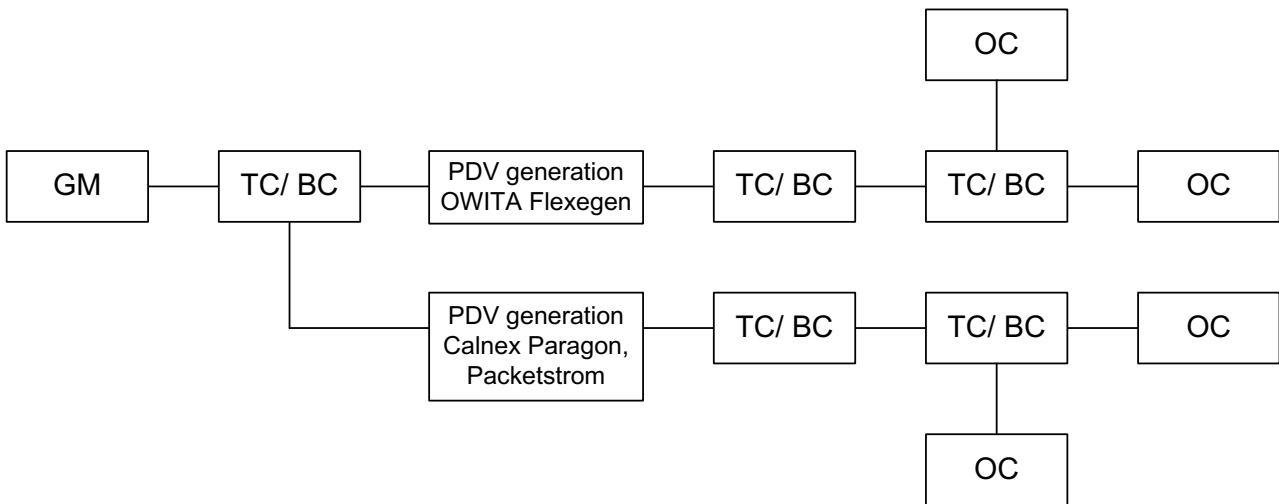 OC
GM
TC/ BC
PDV generation
OWITA Flexegen
TC/ BC
TC/ BC
OC
PDV generation
Calnex Paragon,
Packetstrom
TC/ BC
TC/ BC
OC
OC